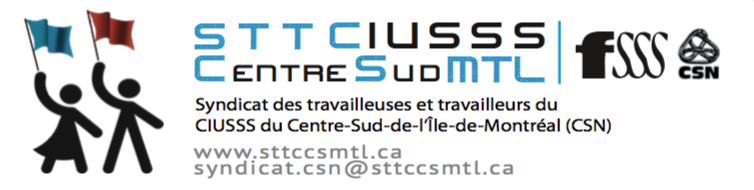 STTCIUSSS
CENTRESUDMTL
fSSS
CSN
Syndicat des travailleuses et travailleurs du
CIUSSS du Centre-Sud-de-l'Île-de-Montréal (CSN)
www.sttccsmtl.ca
syndicat.csn@sttccsmtl.ca